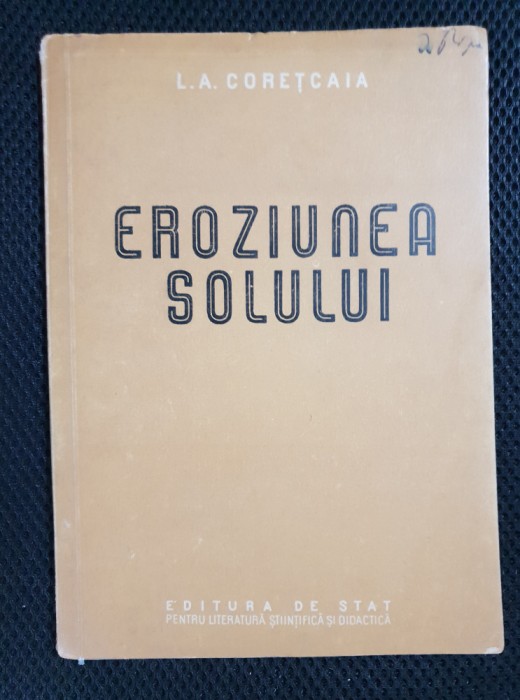 L.A. COREȚCAIA
EROZIUNEA
SOLULUI
EDITURA DE STAT
PENTRU LITERATURĂ ȘTIINȚIFICĂ ȘI DIDACTICĂ